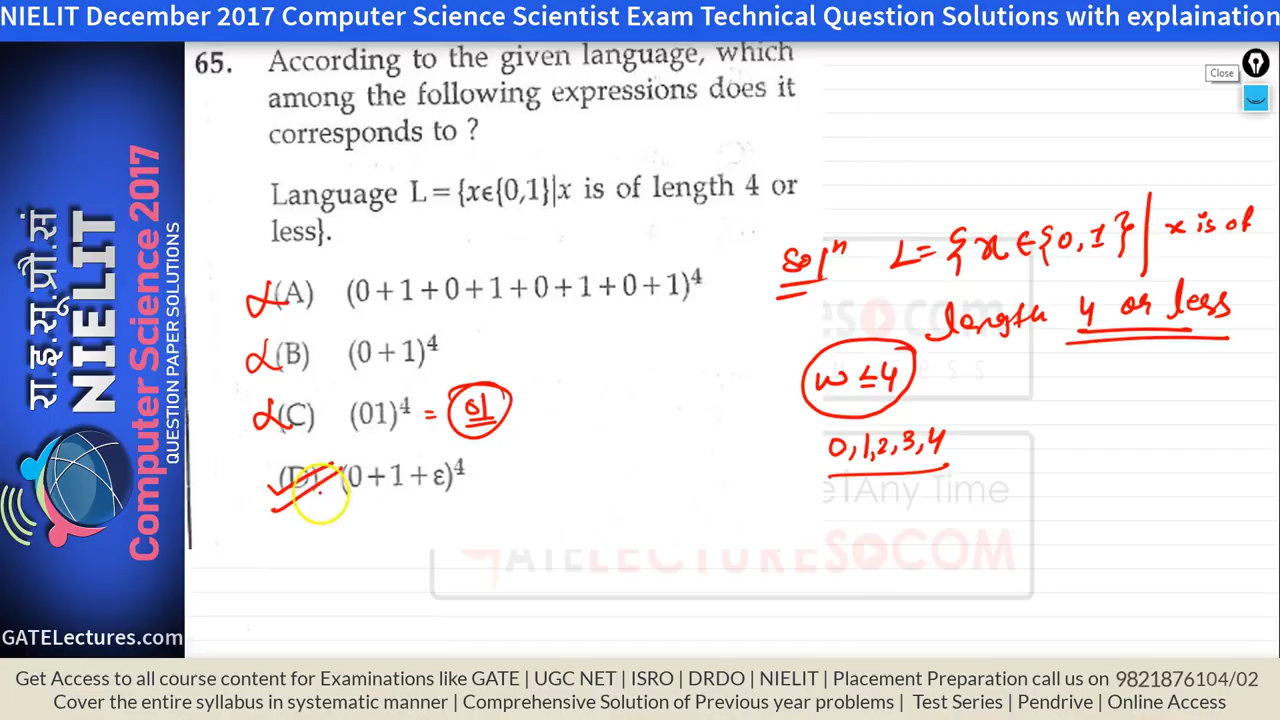 NIELIT December 2017 Computer Science Scientist Exam Technical Question Solutions with explaination
Close
65. According to the given language, which
among the following expressions does it
corresponds to ?
Language L = {xϵ{0,1}|x is of length 4 or
less}.
(A) (0+1+0+1+0+1+0+1)⁴
(B) (0+1)⁴
(C) (01)⁴ = 01
(D) (0+1+ε)⁴
Solⁿ L = {x ∈ {0,1} | x is of
length 4 or less
w ≤ 4
0,1,2,3,4
रा.इ.सू.प्रौ.सं
NIELIT
Computer Science 2017
QUESTION PAPER SOLUTIONS
Any Time
GATELECTURESOCOM
GATELectures.com
Get Access to all course content for Examinations like GATE | UGC NET | ISRO | DRDO | NIELIT | Placement Preparation call us on 9821876104/02
Cover the entire syllabus in systematic manner | Comprehensive Solution of Previous year problems | Test Series | Pendrive | Online Access